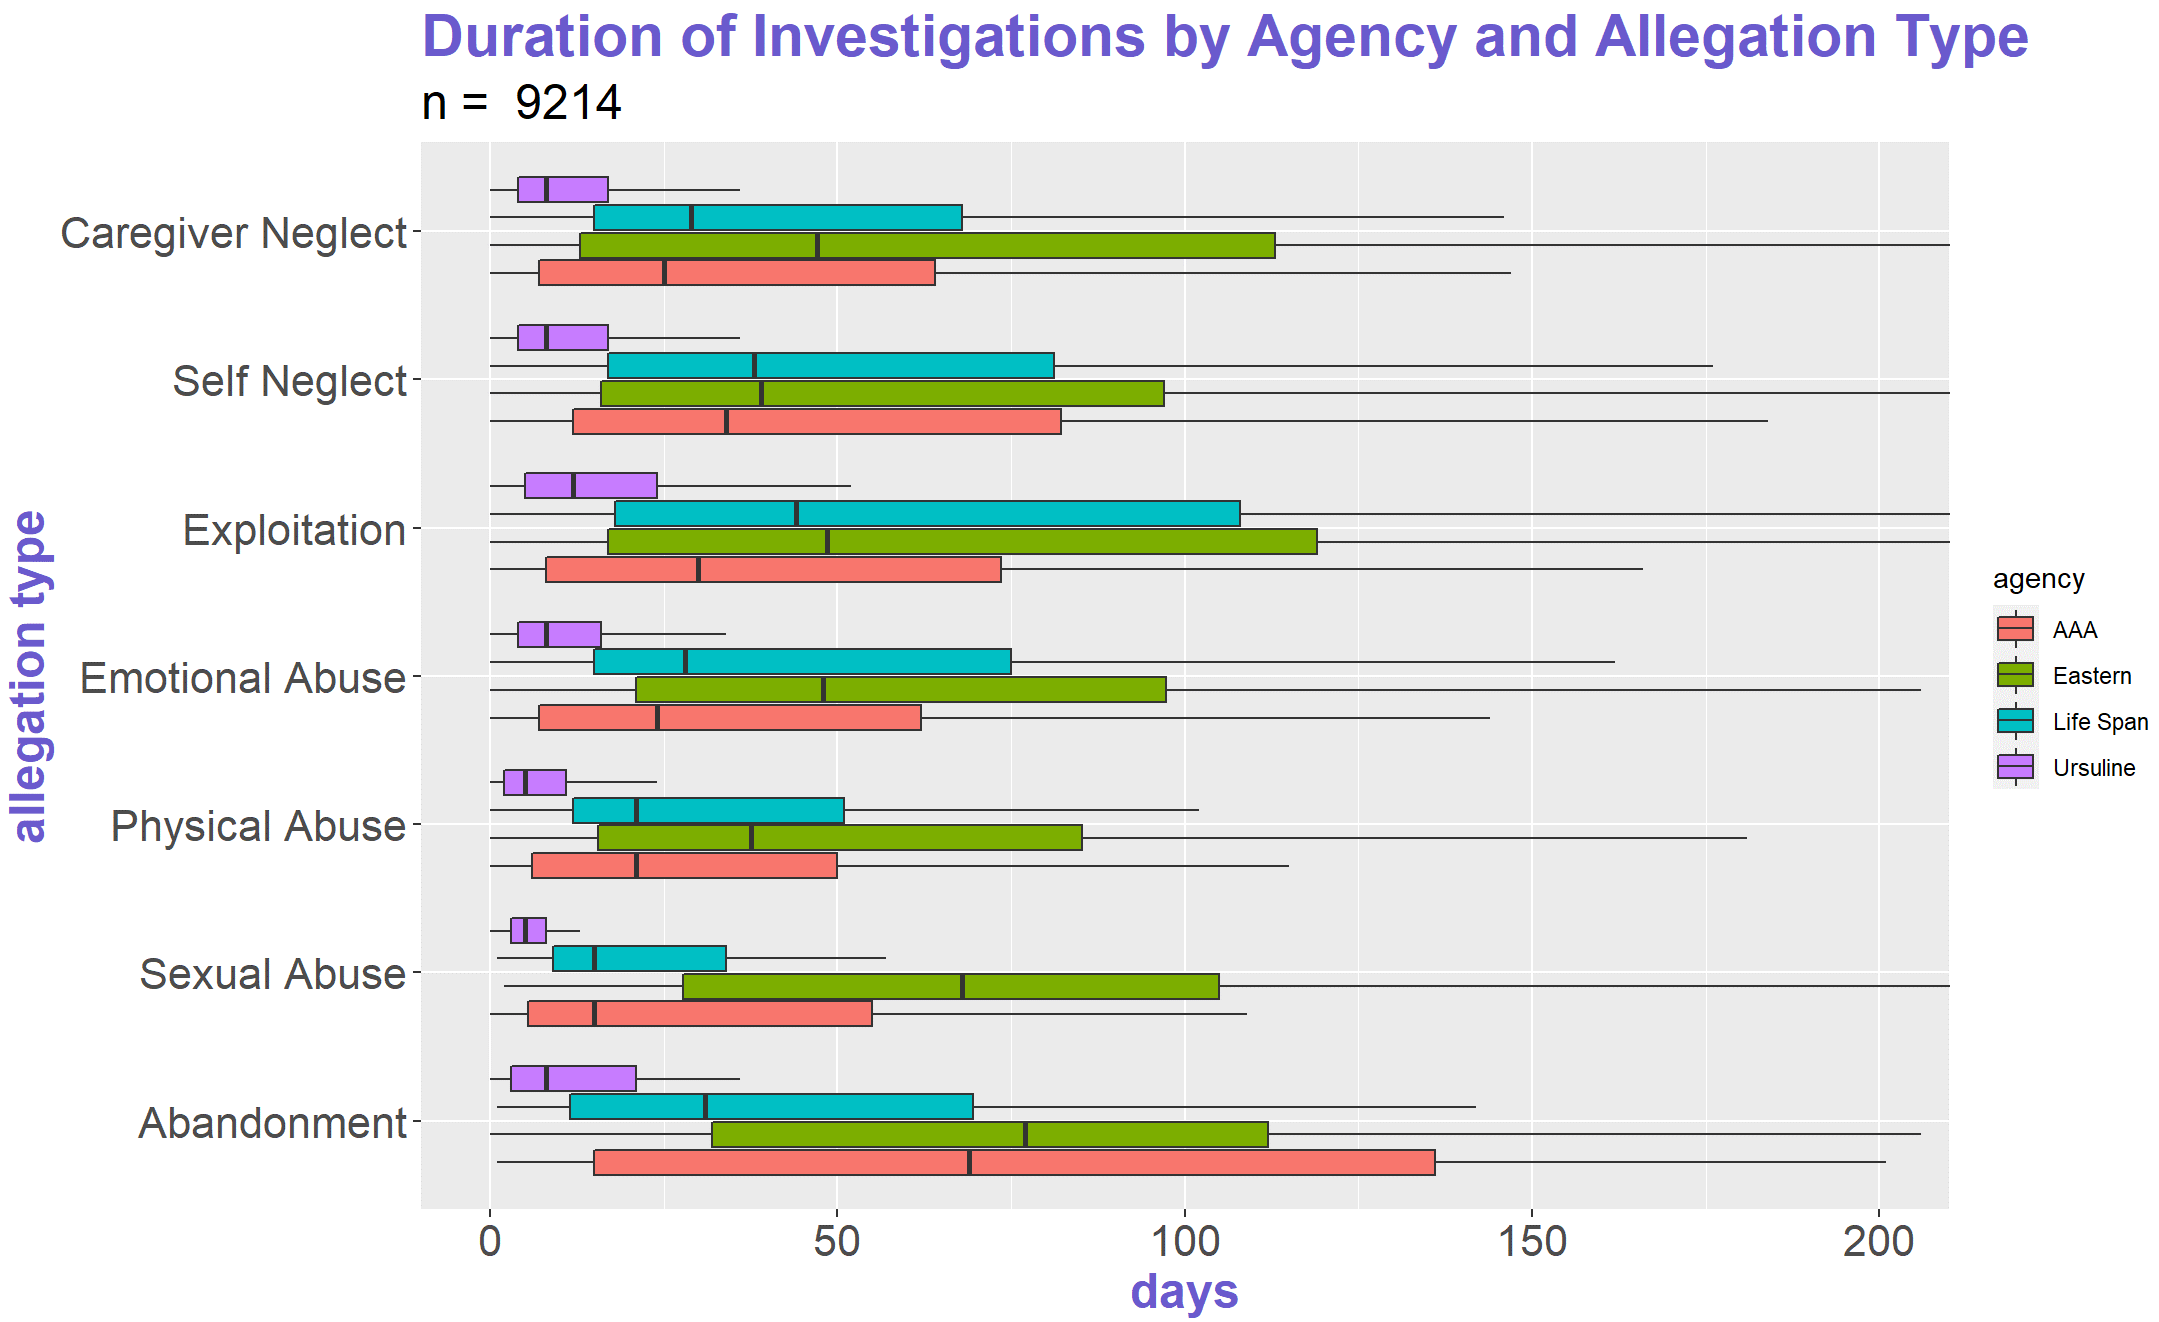 Duration of Investigations by Agency and Allegation Type
n =  9214
allegation type
Caregiver Neglect
Self Neglect
Exploitation
Emotional Abuse
Physical Abuse
Sexual Abuse
Abandonment
0 50 100 150 200
days
agency
AAA
Eastern
Life Span
Ursuline